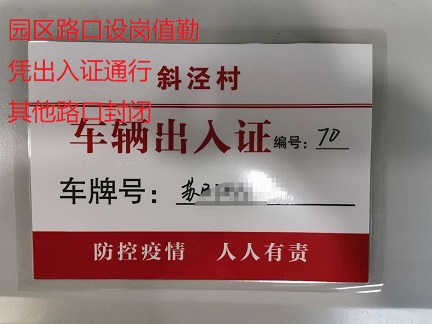 园区路口设岗值勤
凭出入证通行
其他路口封闭
斜泾村
车辆出入证 编号：70
车牌号：苏
防控疫情 人人有责